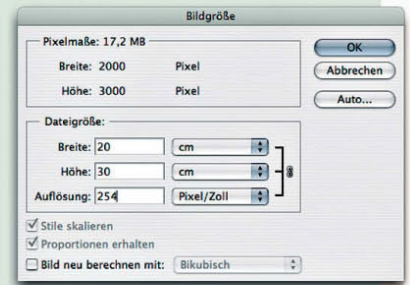 Bildgröße
Pixelmaße: 17,2 MB
Breite: 2000 Pixel
Höhe: 3000 Pixel
Dateigröße:
Breite: 20 cm
Höhe: 30 cm
Auflösung: 254 Pixel/Zoll
Stile skalieren
Proportionen erhalten
Bild neu berechnen mit: Bikubisch
OK
Abbrechen
Auto...